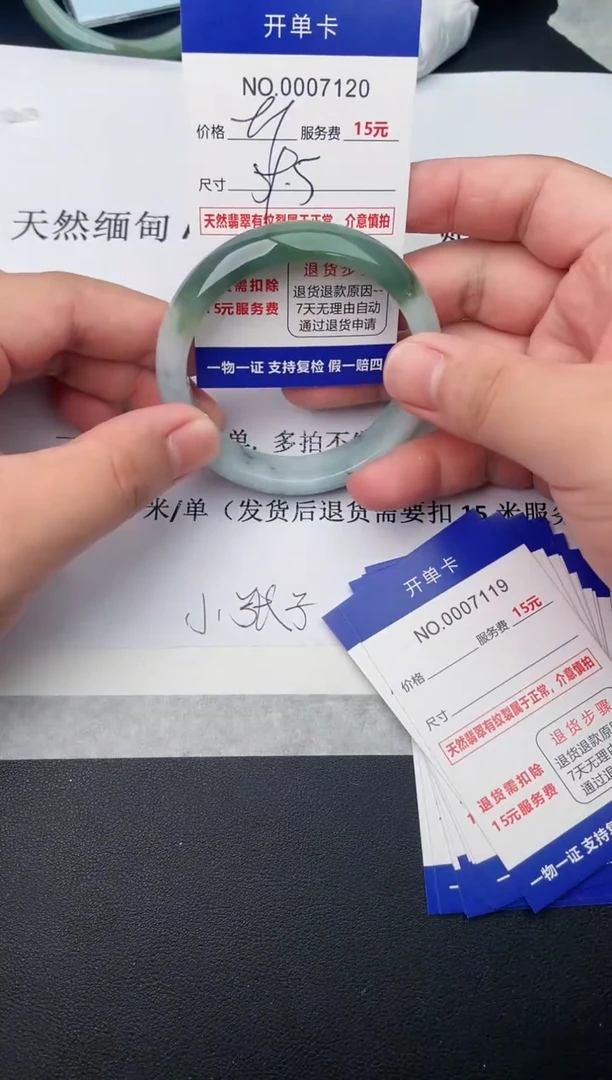 开单卡
NO.0007120
价格 服务费 15元
尺寸
天然翡翠有纹裂属于正常，介意慎拍
需扣除
5元服务费
退货步
退货退款原因--
7天无理由自动
通过退货申请
一物一证 支持复检 假一赔四
天然缅甸
单，多拍不
米/单（发货后退货需要扣 15 米服务
小张子
开单卡
NO.0007119
价格 服务费 15元
尺寸
天然翡翠有纹裂属于正常，介意慎拍
退货需扣除
15元服务费
退货步骤
退货退款原
7天无理由
通过退
一物一证 支持复